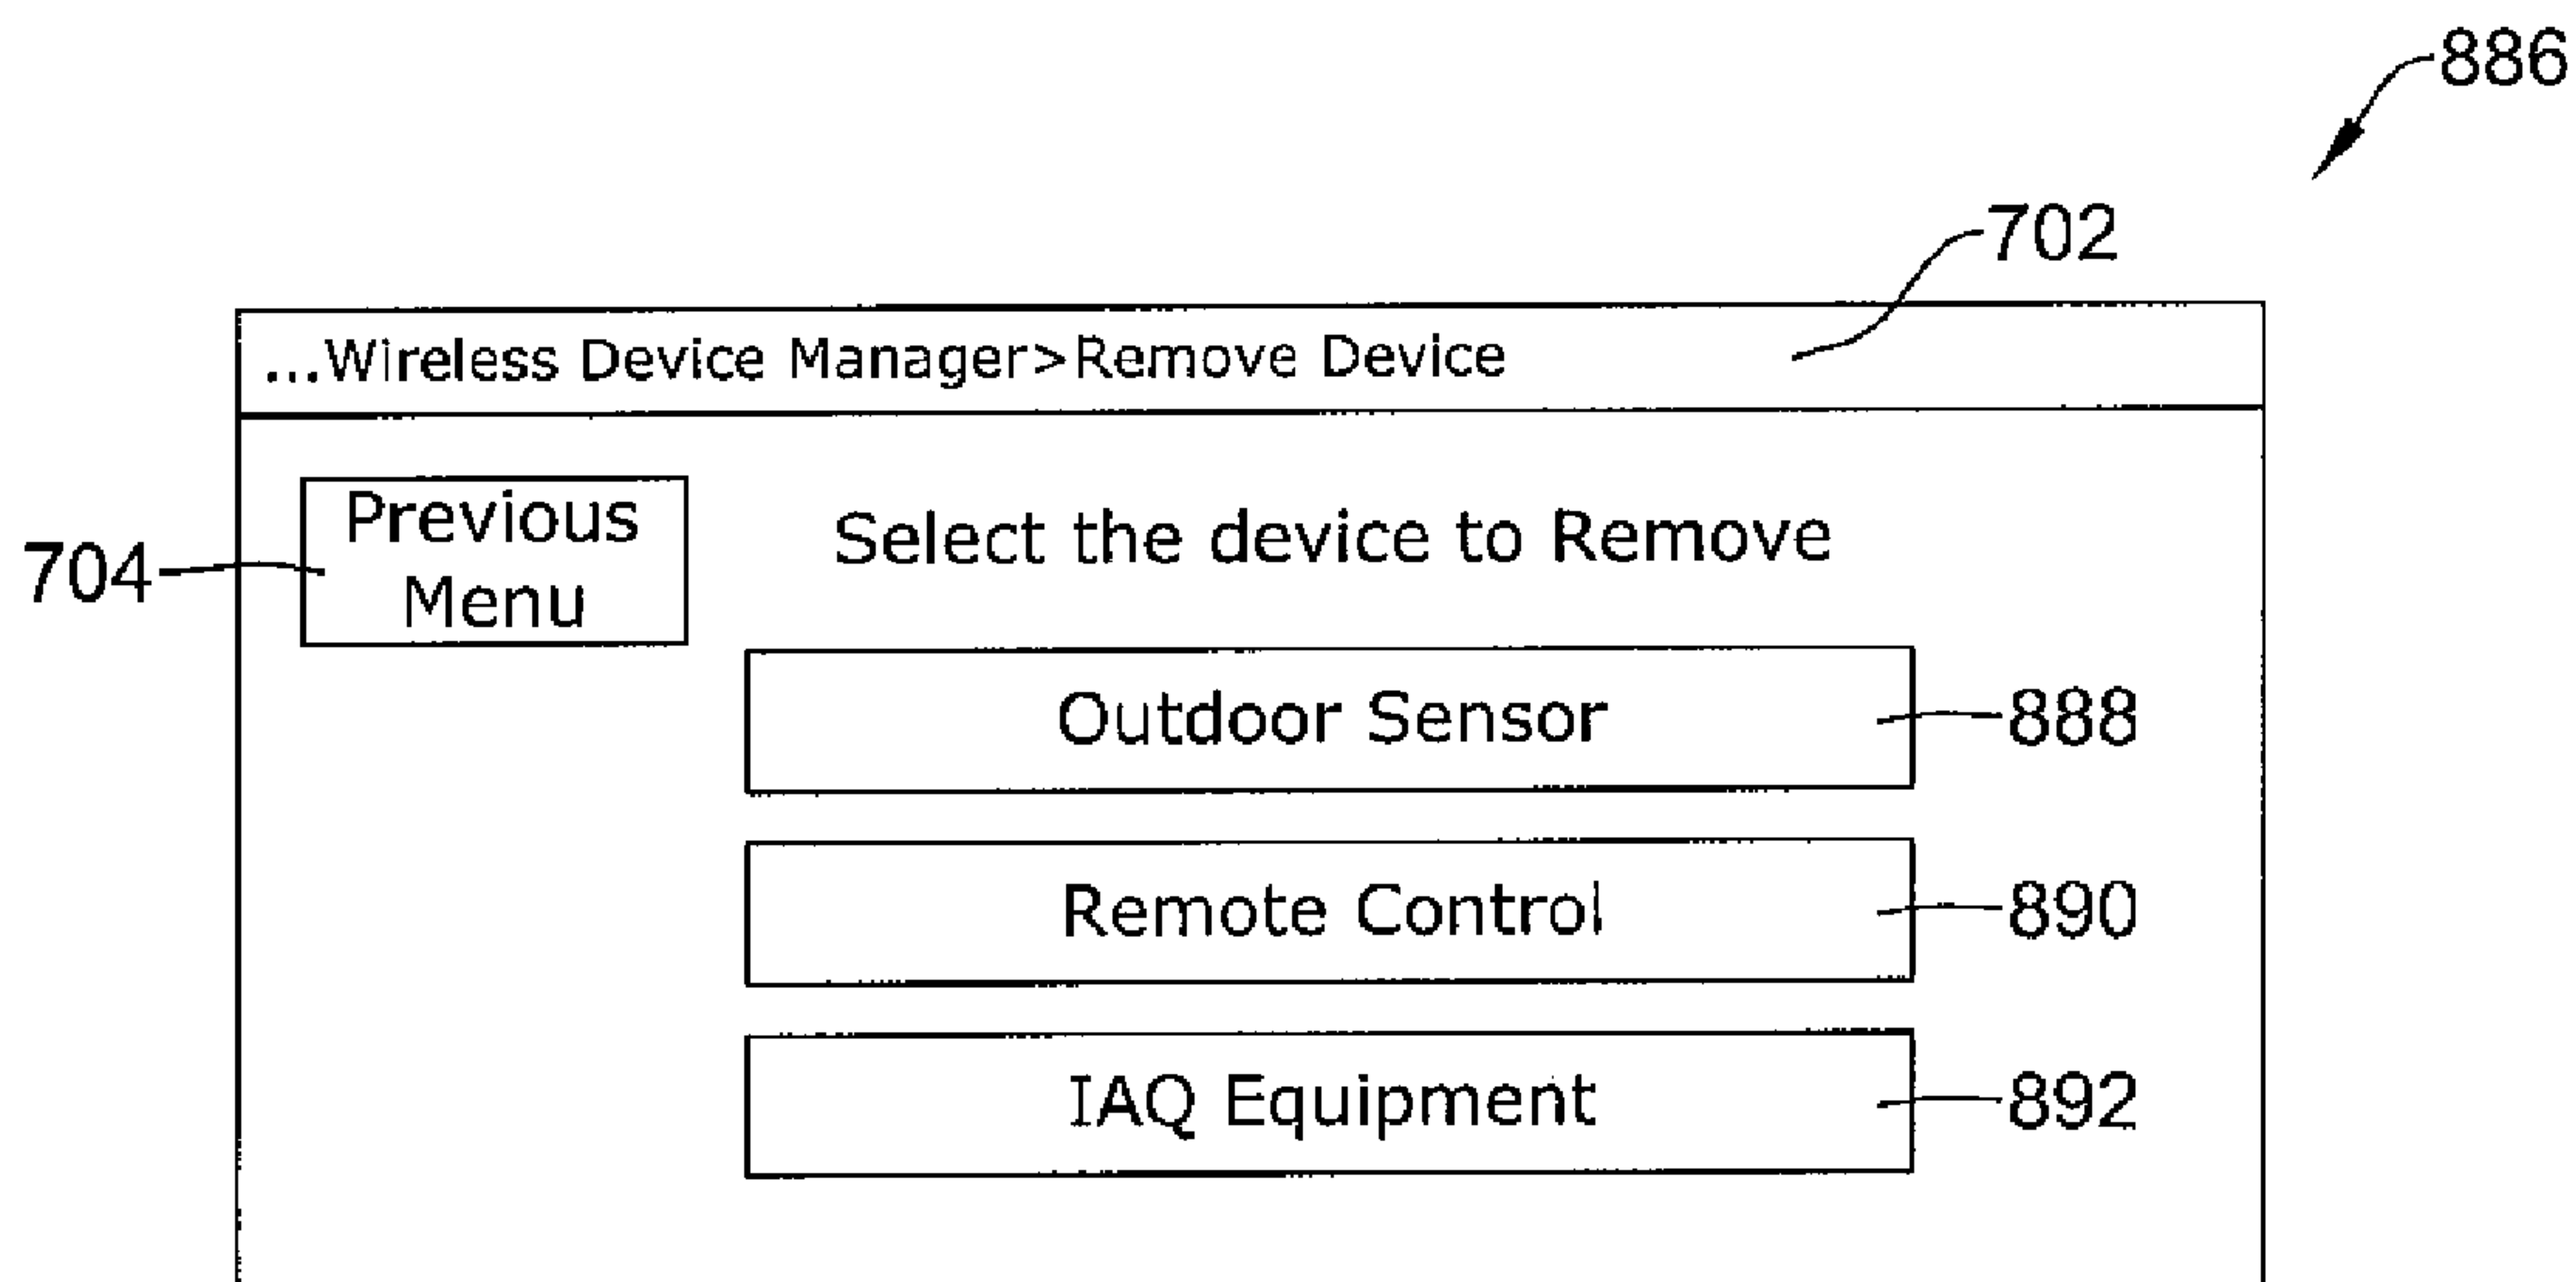 886
702
...Wireless Device Manager>Remove Device
Previous
Menu
704
Select the device to Remove
Outdoor Sensor
888
Remote Control
890
IAQ Equipment
892